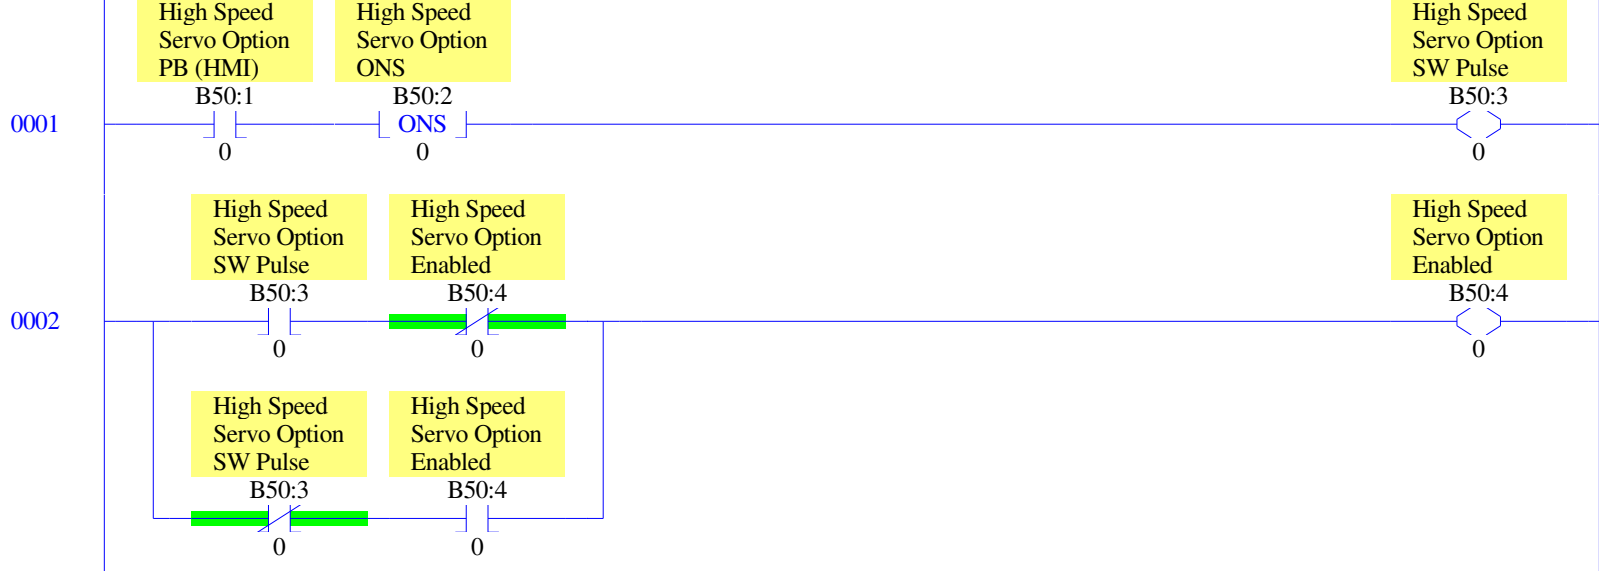 High Speed
Servo Option
PB (HMI)
B50:1
0
High Speed
Servo Option
ONS
B50:2
ONS
0
High Speed
Servo Option
SW Pulse
B50:3
0
0001
High Speed
Servo Option
SW Pulse
B50:3
0
High Speed
Servo Option
Enabled
B50:4
0
High Speed
Servo Option
Enabled
B50:4
0
0002
High Speed
Servo Option
SW Pulse
B50:3
0
High Speed
Servo Option
Enabled
B50:4
0